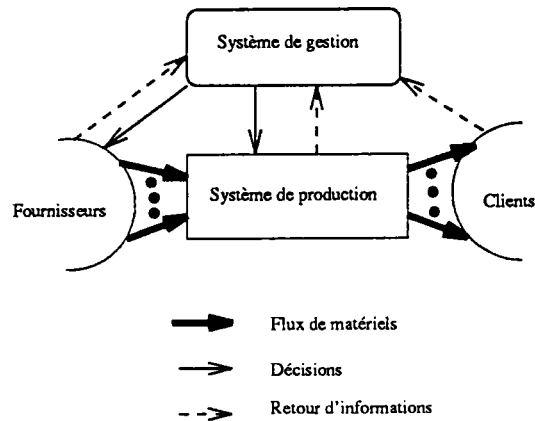 Système de gestion
Système de production
Fournisseurs
Clients
Flux de matériels
Décisions
Retour d'informations